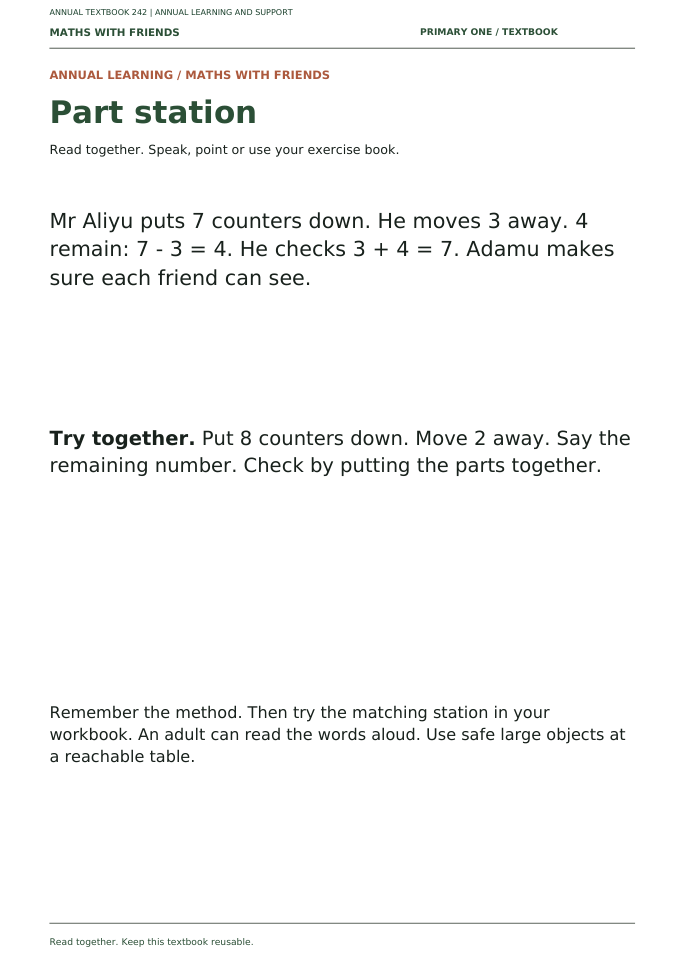 ANNUAL TEXTBOOK 242 | ANNUAL LEARNING AND SUPPORT
MATHS WITH FRIENDS
PRIMARY ONE / TEXTBOOK
ANNUAL LEARNING / MATHS WITH FRIENDS
Part station
Read together. Speak, point or use your exercise book.
Mr Aliyu puts 7 counters down. He moves 3 away. 4
remain: 7 - 3 = 4. He checks 3 + 4 = 7. Adamu makes
sure each friend can see.
Try together. Put 8 counters down. Move 2 away. Say the
remaining number. Check by putting the parts together.
Remember the method. Then try the matching station in your
workbook. An adult can read the words aloud. Use safe large objects at
a reachable table.
Read together. Keep this textbook reusable.